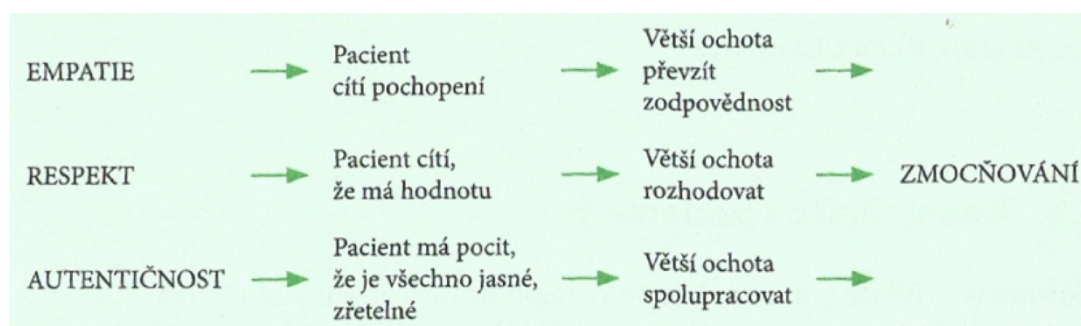 EMPATIE
Pacient
cítí pochopení
Větší ochota
převzít
zodpovědnost
RESPEKT
Pacient cítí,
že má hodnotu
Větší ochota
rozhodovat
ZMOCŇOVÁNÍ
AUTENTIČNOST
Pacient má pocit,
že je všechno jasné,
zřetelné
Větší ochota
spolupracovat